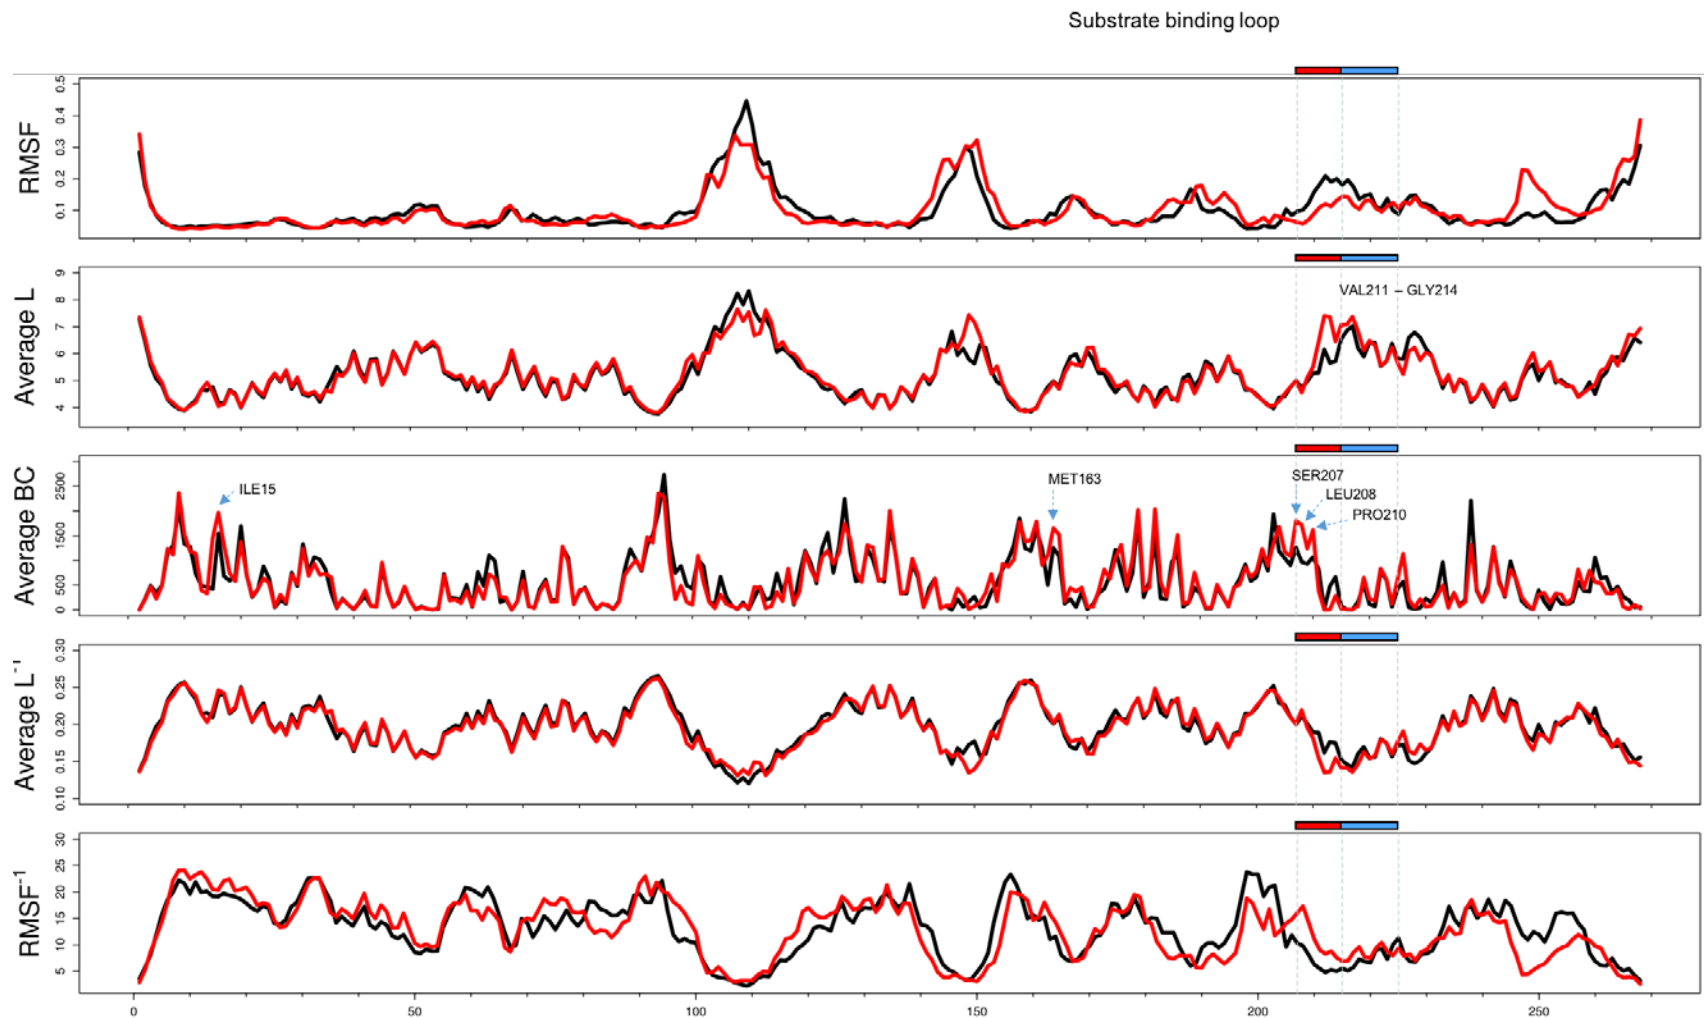 Substrate binding loop
RMSF
0.5
0.4
0.3
0.2
0.1
Average L
9
8
7
6
5
4
VAL211 – GLY214
Average BC
2500
1500
500
0
ILE15
MET163
SER207
LEU208
PRO210
Average L⁻¹
0.30
0.25
0.20
0.15
0.10
RMSF⁻¹
30
25
20
15
10
5
0
50
100
150
200
250